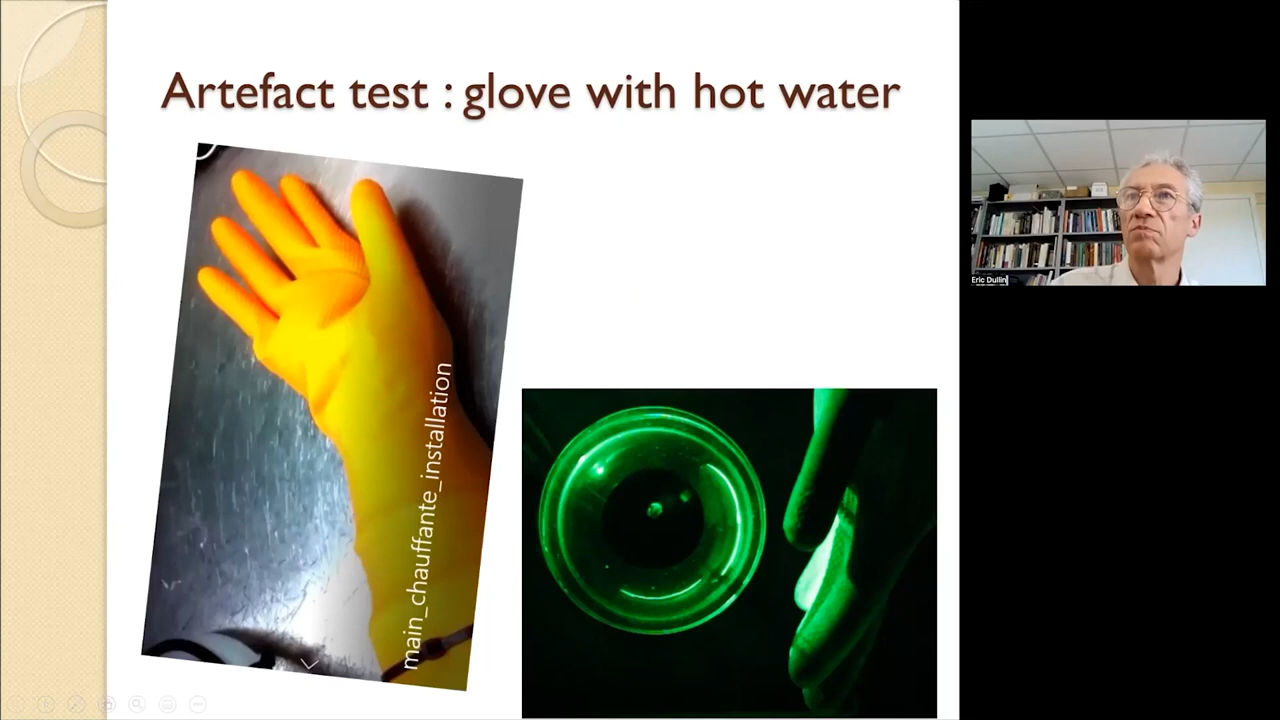 Artefact test : glove with hot water
main_chauffante_installation
Eric Dullin